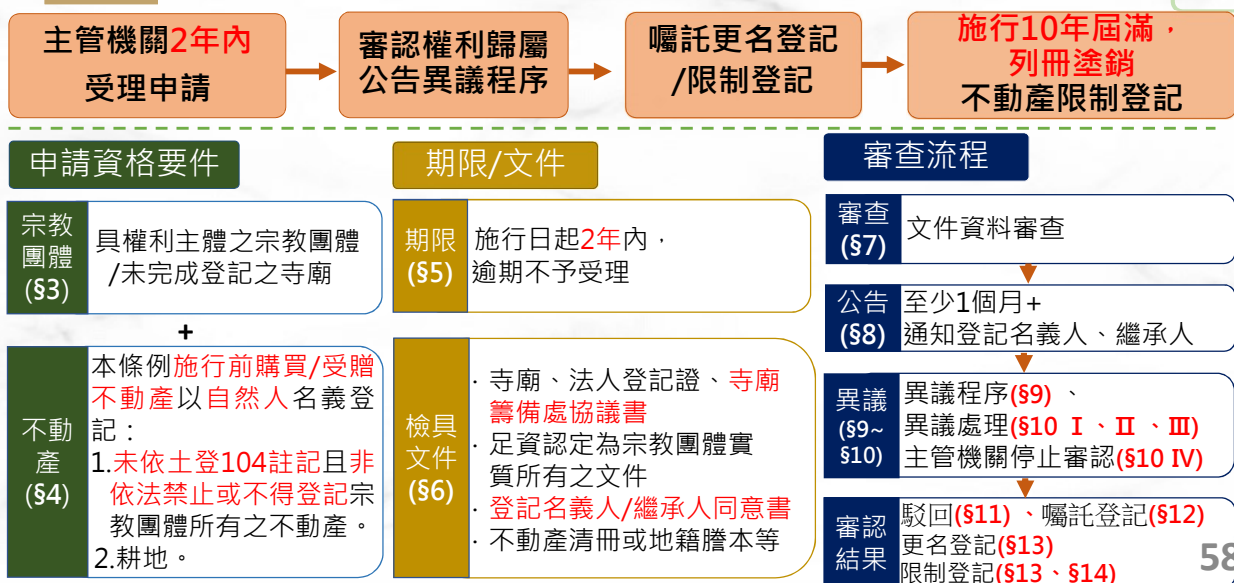 主管機關2年內
受理申請
審認權利歸屬
公告異議程序
囑託更名登記
/限制登記
施行10年屆滿，
列冊塗銷
不動產限制登記
申請資格要件
宗教
團體
(§3)
具權利主體之宗教團體
/未完成登記之寺廟
+
不動
產
(§4)
本條例施行前購買/受贈
不動產以自然人名義登
記：
1.未依土登104註記且非
依法禁止或不得登記宗
教團體所有之不動產。
2.耕地。
期限/文件
期限
(§5)
施行日起2年內，
逾期不予受理
檢具
文件
(§6)
· 寺廟、法人登記證、寺廟
籌備處協議書
· 足資認定為宗教團體實
質所有之文件
· 登記名義人/繼承人同意書
· 不動產清冊或地籍謄本等
審查流程
審查
(§7)
文件資料審查
公告
(§8)
至少1個月+
通知登記名義人、繼承人
異議
(§9~
§10)
異議程序(§9) 、
異議處理(§10 Ⅰ、Ⅱ、Ⅲ)
主管機關停止審認(§10 Ⅳ)
審認
結果
駁回(§11) 、囑託登記(§12)
更名登記(§13)
限制登記(§13、§14)
58